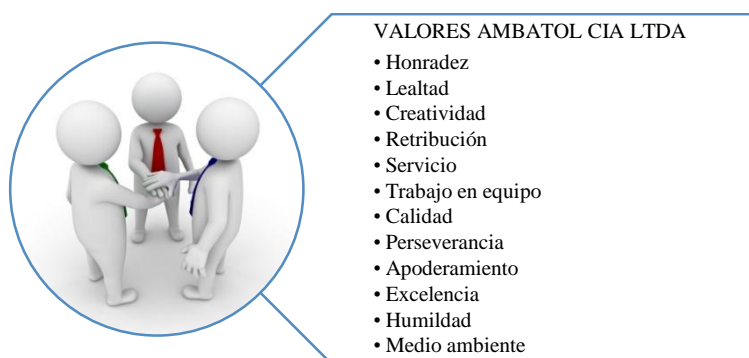 VALORES AMBATOL CIA LTDA
• Honradez
• Lealtad
• Creatividad
• Retribución
• Servicio
• Trabajo en equipo
• Calidad
• Perseverancia
• Apoderamiento
• Excelencia
• Humildad
• Medio ambiente